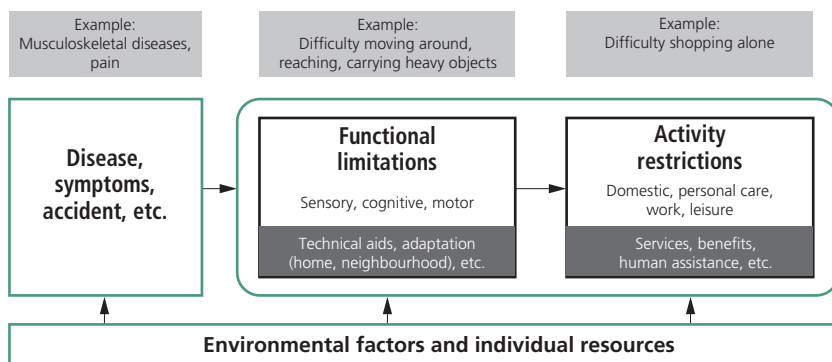 Example:
Musculoskeletal diseases,
pain
Example:
Difficulty moving around,
reaching, carrying heavy objects
Example:
Difficulty shopping alone
Disease,
symptoms,
accident, etc.
Functional
limitations
Sensory, cognitive, motor
Technical aids, adaptation
(home, neighbourhood), etc.
Activity
restrictions
Domestic, personal care,
work, leisure
Services, benefits,
human assistance, etc.
Environmental factors and individual resources